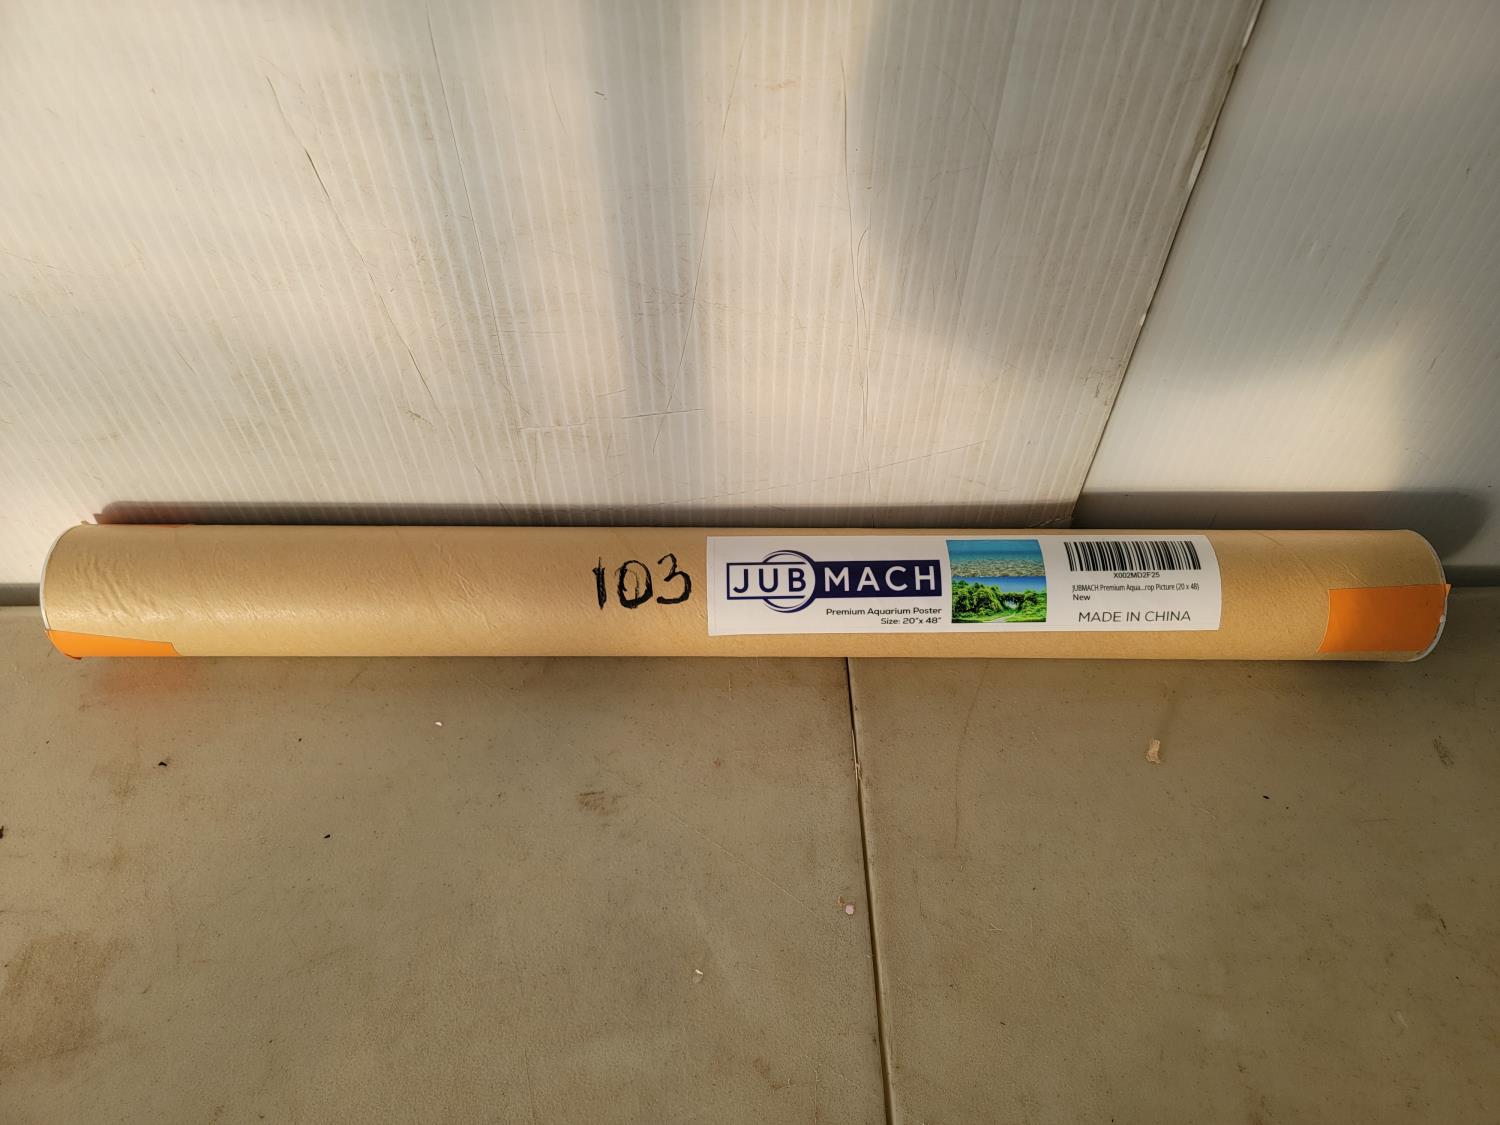 103
JUBMACH
Premium Aquarium Poster
Size: 20" x 48"
X002MD2F25
JUBMACH Premium Aqua...rop Picture (20 x 48)
New
MADE IN CHINA